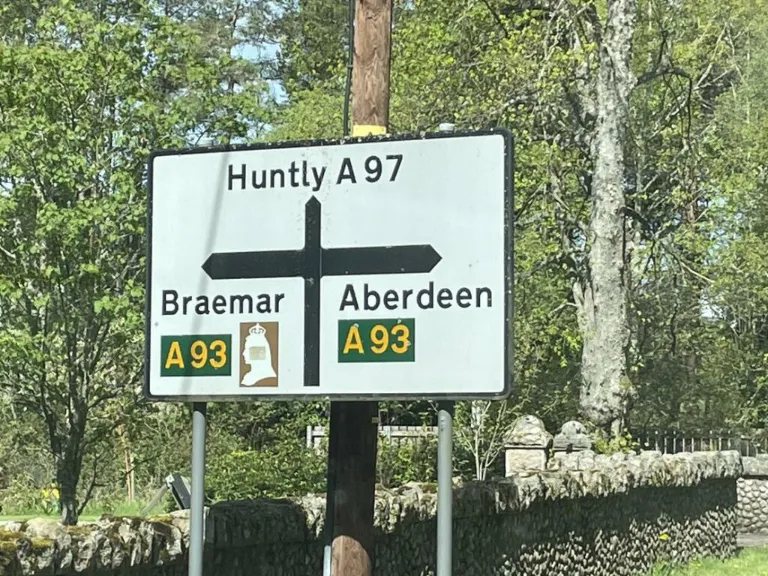 Huntly A 97
Braemar
A 93
Aberdeen
A 93